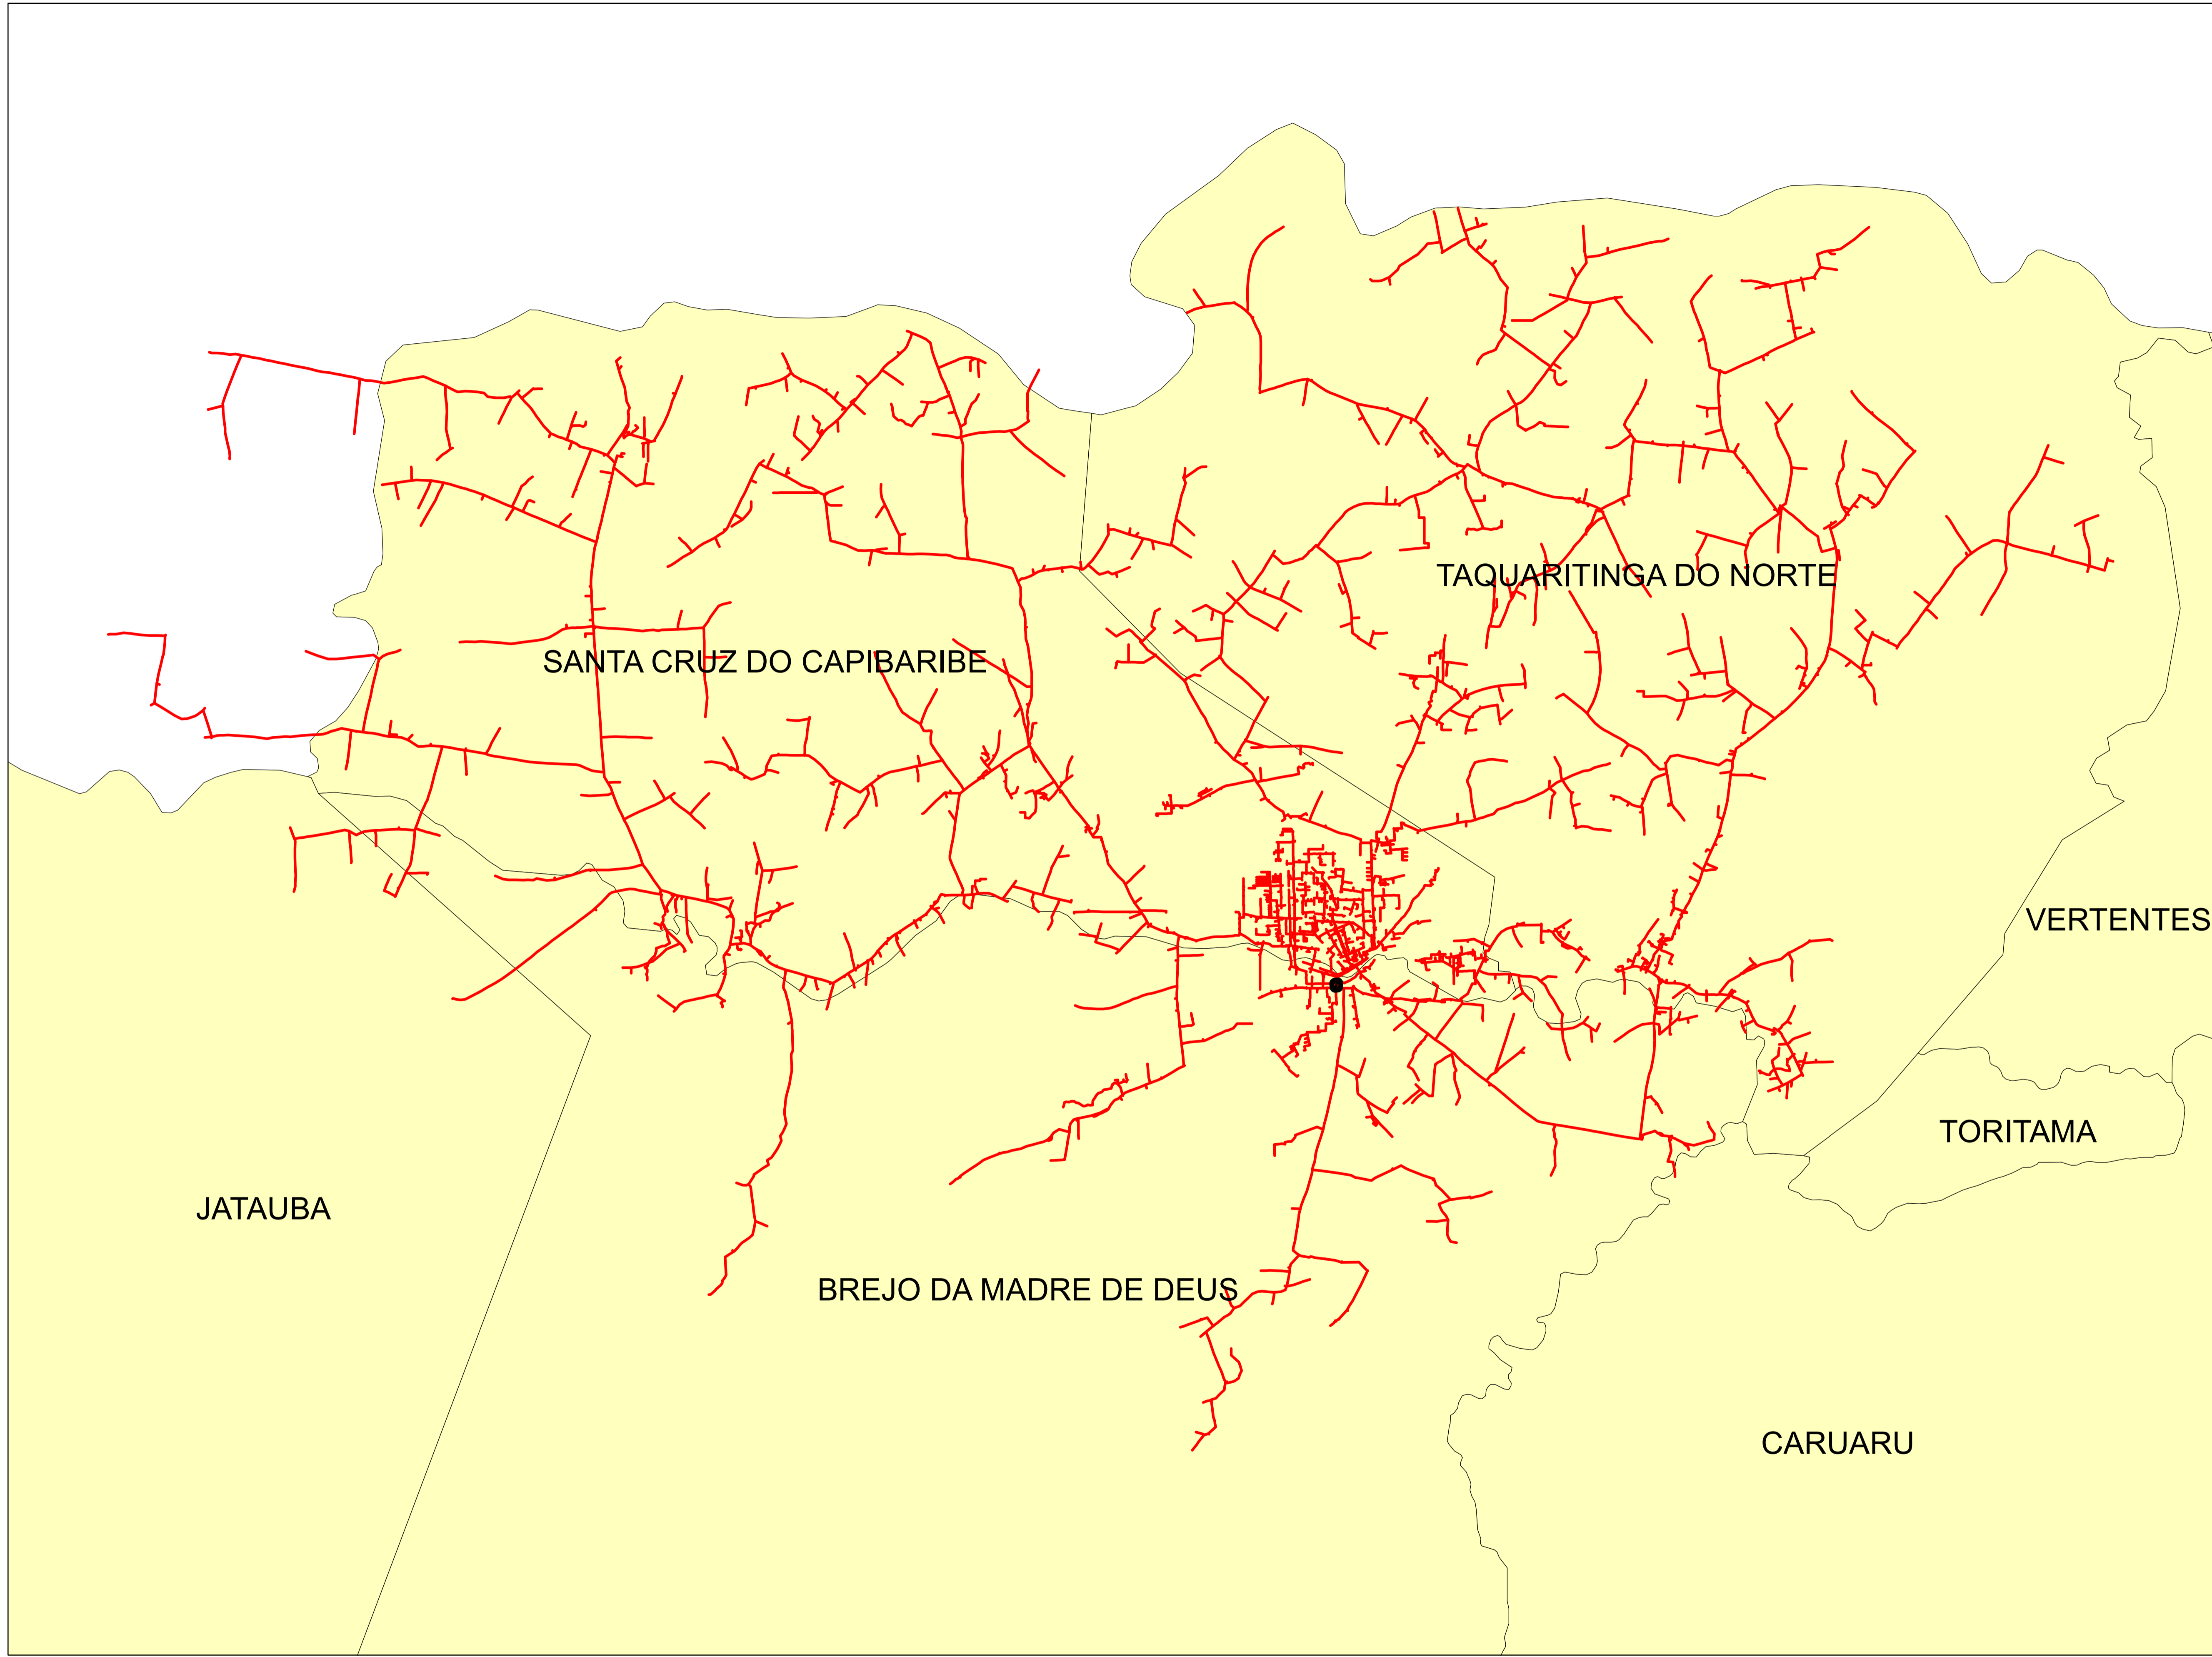 TAQUARITINGA DO NORTE
SANTA CRUZ DO CAPIBARIBE
VERTENTES
TORITAMA
JATAUBA
BREJO DA MADRE DE DEUS
CARUARU